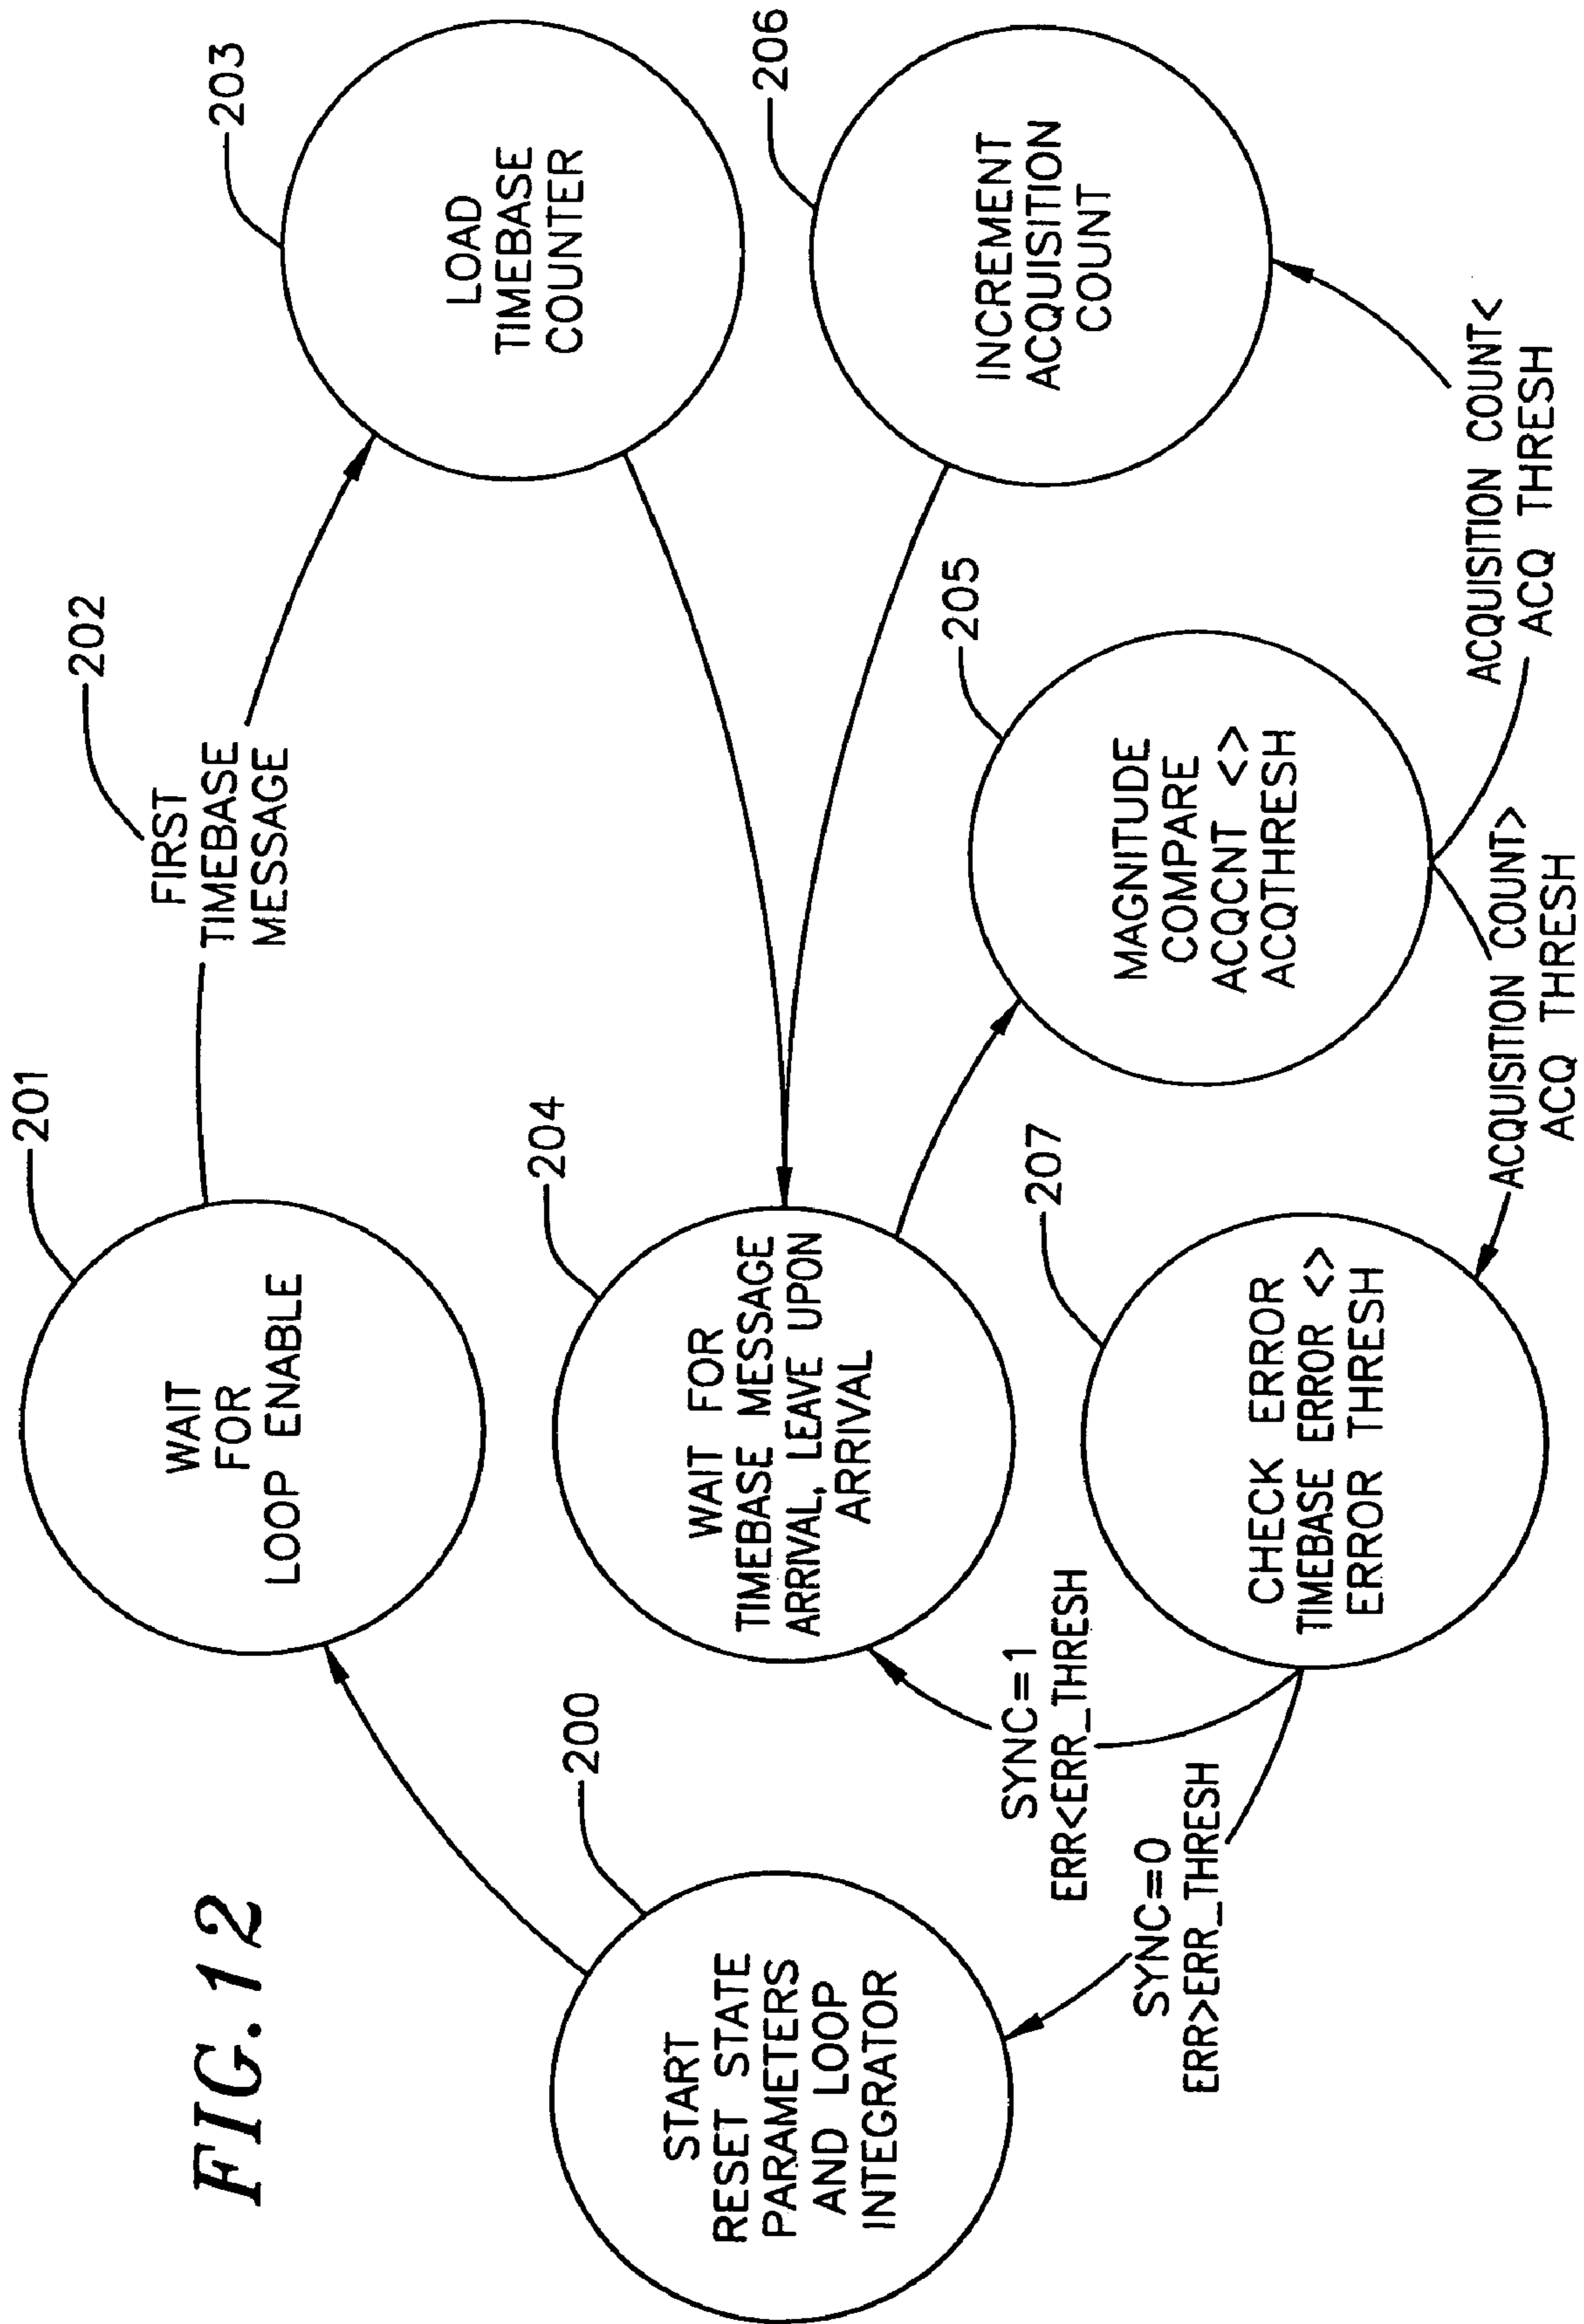 FIG. 12
201
WAIT
FOR
LOOP ENABLE
202
FIRST
TIMEBASE
MESSAGE
203
LOAD
TIMEBASE
COUNTER
200
START
RESET STATE
PARAMETERS
AND LOOP
INTEGRATOR
204
WAIT FOR
TIMEBASE MESSAGE
ARRIVAL, LEAVE UPON
ARRIVAL
206
INCREMENT
ACQUISITION
COUNT
205
MAGNITUDE
COMPARE
ACQCNT <>
ACQTHRESH
SYNC=1
ERR<ERR_THRESH
SYNC=0
ERR>ERR_THRESH
207
CHECK ERROR
TIMEBASE ERROR <>
ERROR THRESH
ACQUISITION COUNT>
ACQ THRESH
ACQUISITION COUNT<
ACQ THRESH